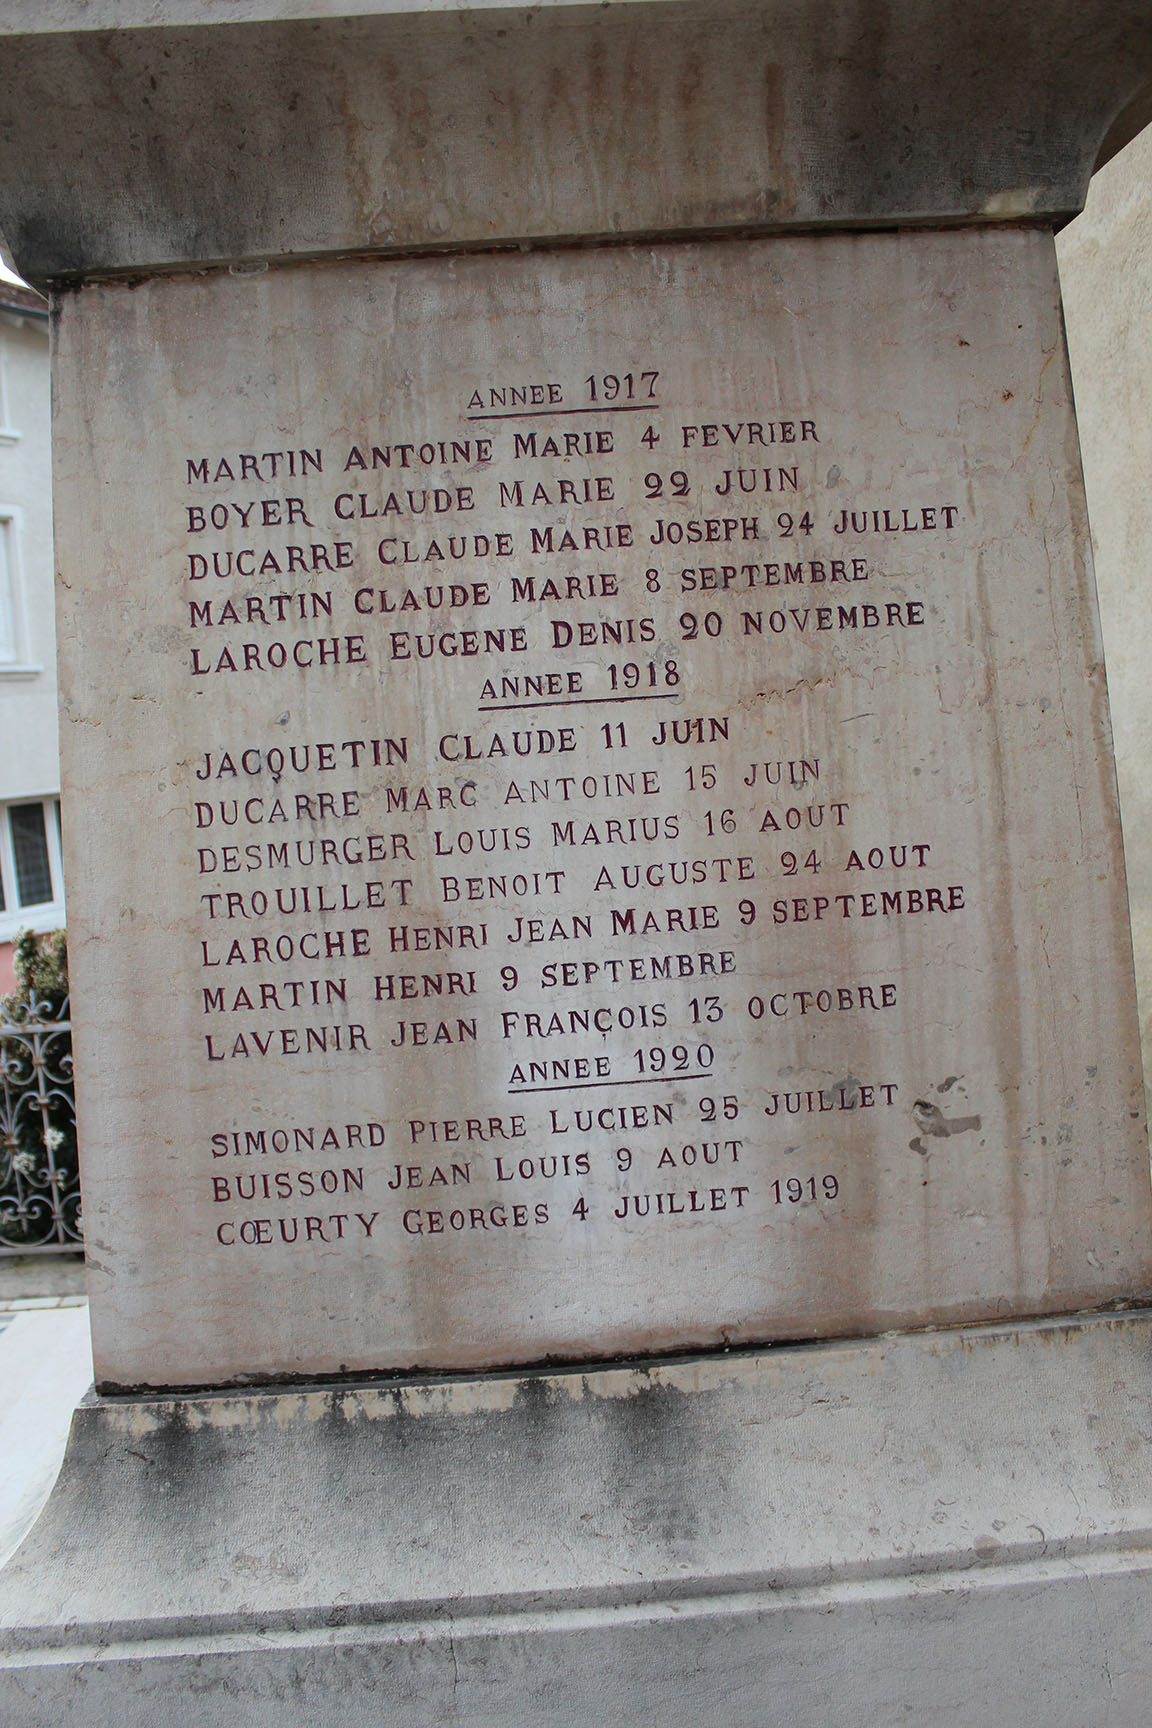 ANNEE 1917
MARTIN ANTOINE MARIE 4 FEVRIER
BOYER CLAUDE MARIE 22 JUIN
DUCARRE CLAUDE MARIE JOSEPH 24 JUILLET
MARTIN CLAUDE MARIE 8 SEPTEMBRE
LAROCHE EUGENE DENIS 20 NOVEMBRE
ANNEE 1918
JACQUETIN CLAUDE 11 JUIN
DUCARRE MARC ANTOINE 15 JUIN
DESMURGER LOUIS MARIUS 16 AOUT
TROUILLET BENOIT AUGUSTE 24 AOUT
LAROCHE HENRI JEAN MARIE 9 SEPTEMBRE
MARTIN HENRI 9 SEPTEMBRE
LAVENIR JEAN FRANÇOIS 13 OCTOBRE
ANNEE 1920
SIMONARD PIERRE LUCIEN 25 JUILLET
BUISSON JEAN LOUIS 9 AOUT
CŒURTY GEORGES 4 JUILLET 1919